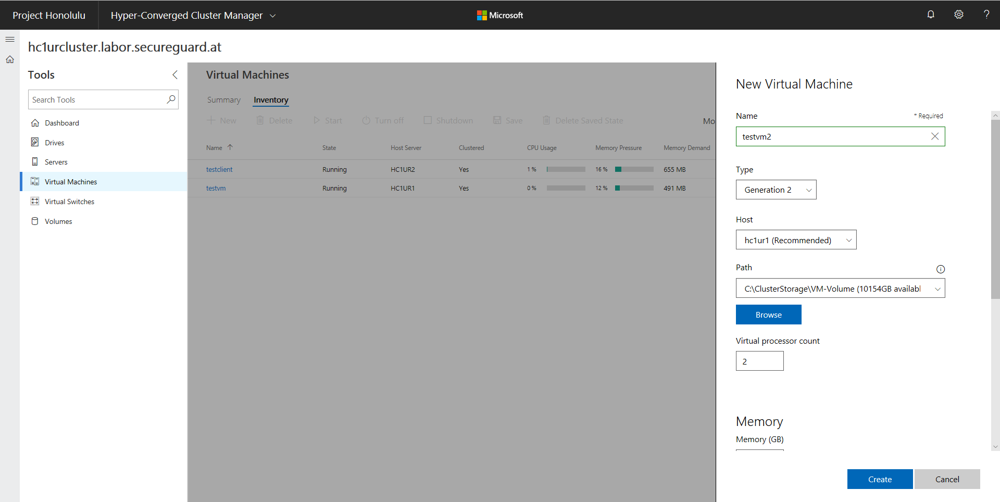 Project Honolulu
Hyper-Converged Cluster Manager
Microsoft
?
hc1urcluster.labor.secureguard.at
Tools
Search Tools
Dashboard
Drives
Servers
Virtual Machines
Virtual Switches
Volumes
Virtual Machines
Summary Inventory
New Delete Start Turn off Shutdown Save Delete Saved State Mo
Name State Host Server Clustered CPU Usage Memory Pressure Memory Demand
testclient Running HC1UR2 Yes 1 % 16 % 655 MB
testvm Running HC1UR1 Yes 0 % 12 % 491 MB
New Virtual Machine
Name * Required
testvm2
Type
Generation 2
Host
hc1ur1 (Recommended)
Path
C:\ClusterStorage\VM-Volume (10154GB availabl
Browse
Virtual processor count
2
Memory
Memory (GB)
Create Cancel